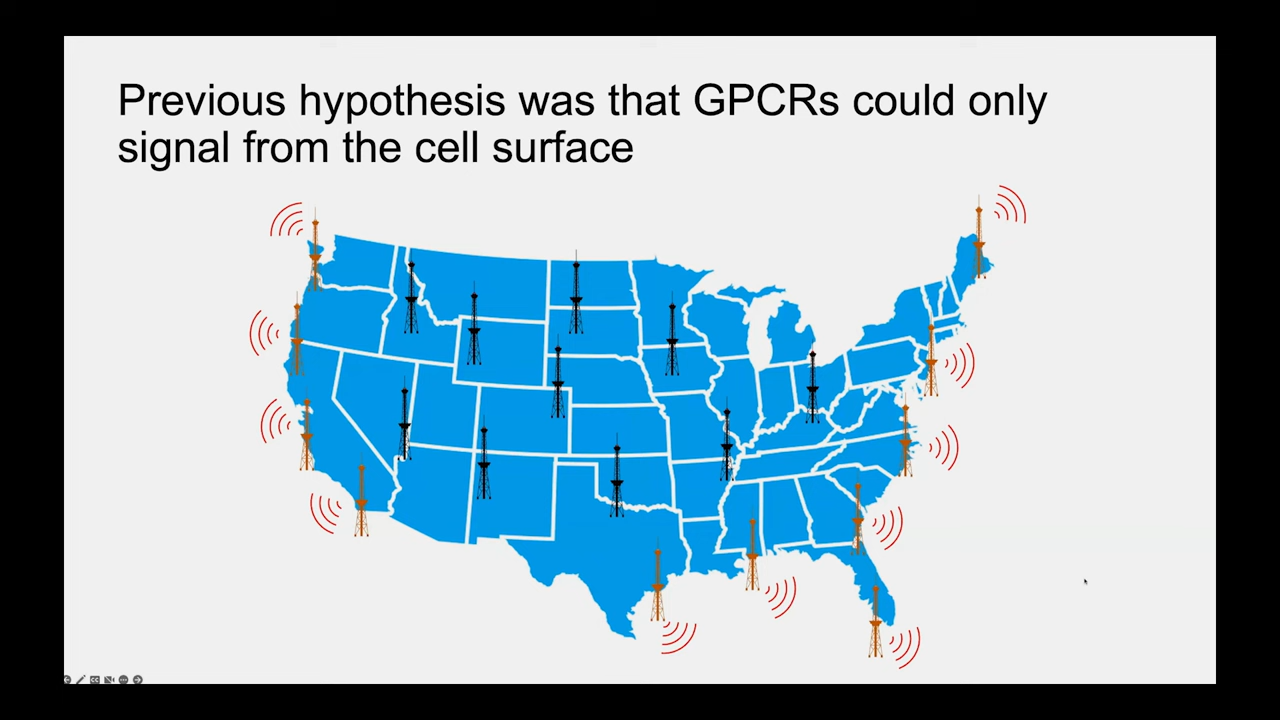 Previous hypothesis was that GPCRs could only
signal from the cell surface